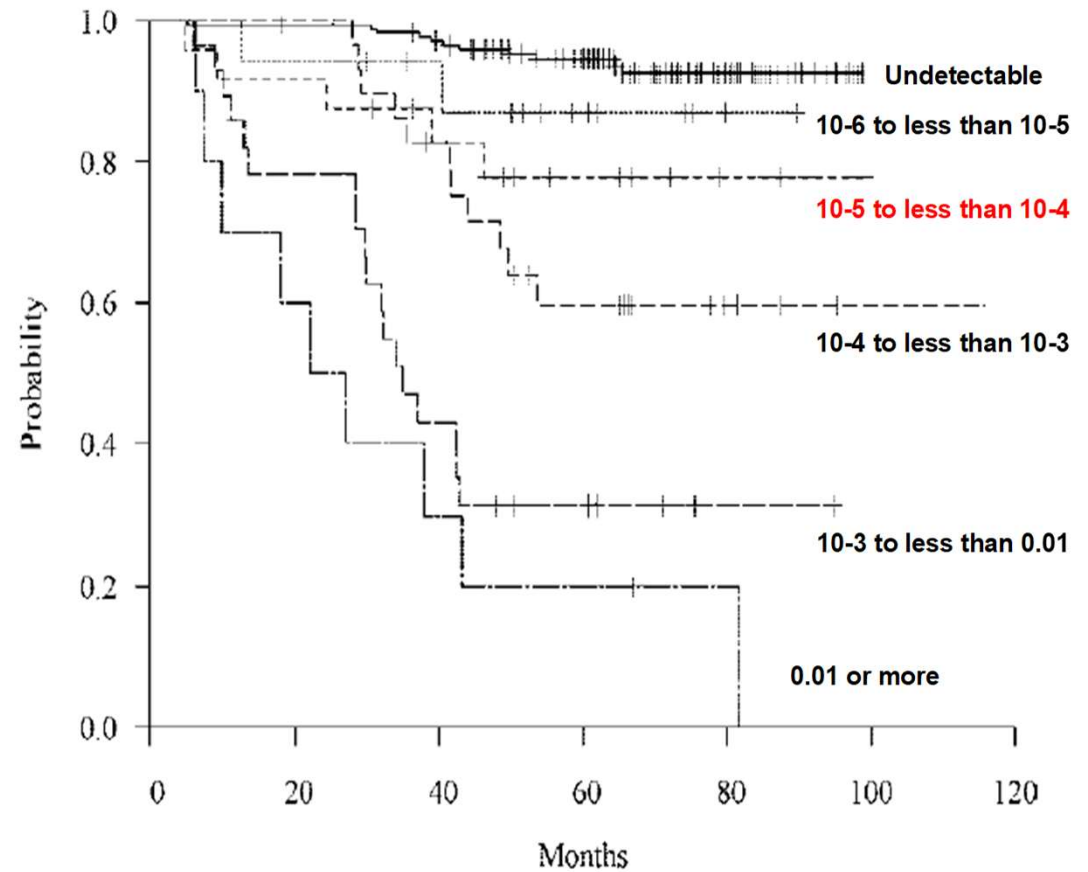 1.0
0.8
0.6
0.4
0.2
0.0
Probability
Undetectable
10-6 to less than 10-5
10-5 to less than 10-4
10-4 to less than 10-3
10-3 to less than 0.01
0.01 or more
0 20 40 60 80 100 120
Months